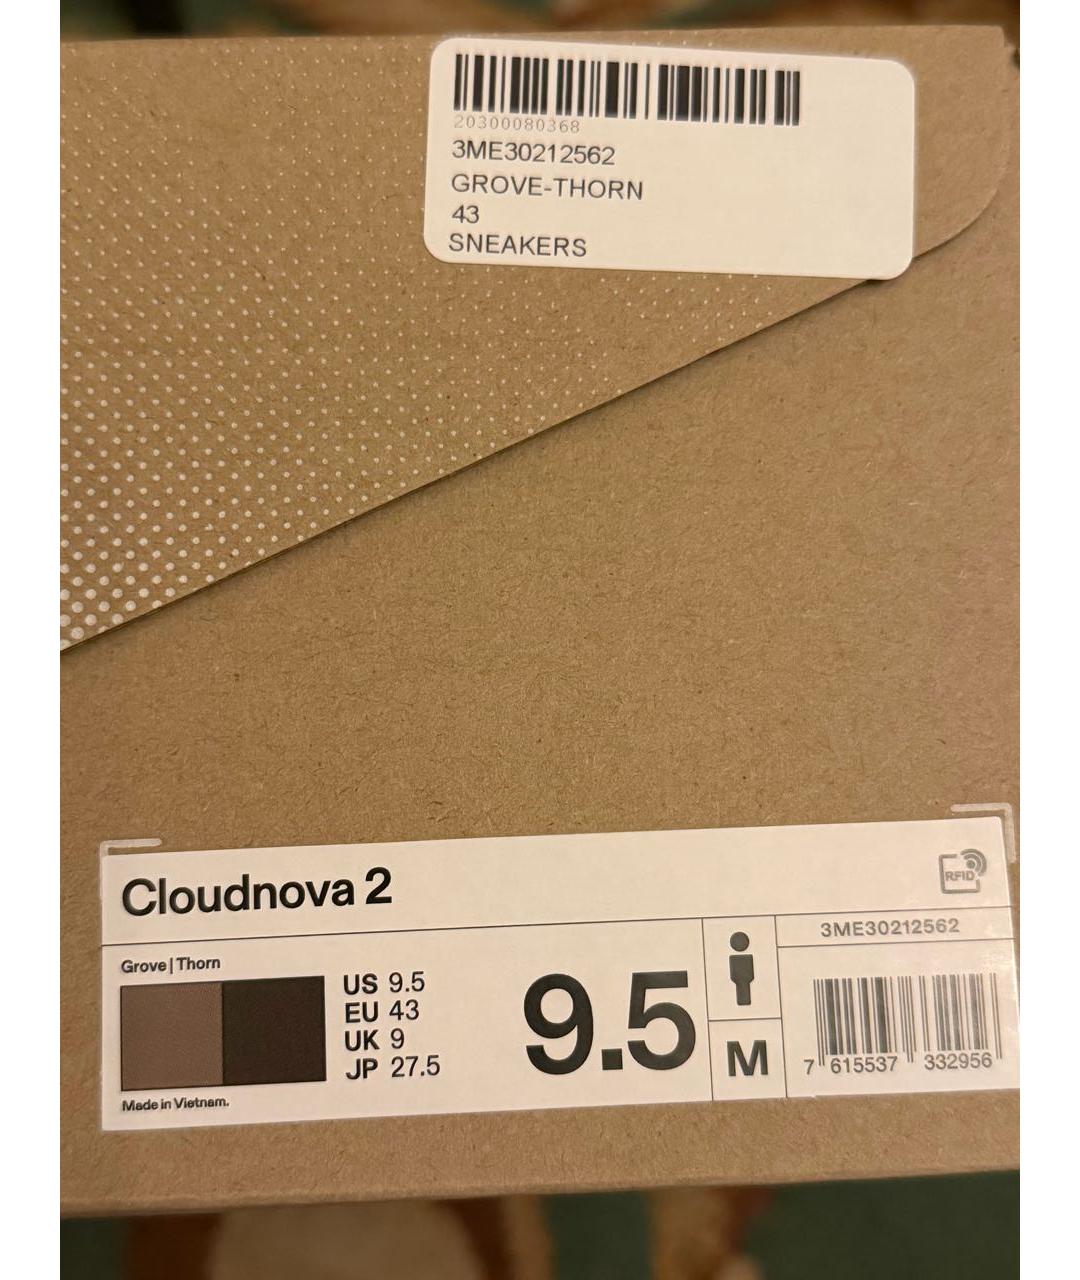 20300080368
3ME30212562
GROVE-THORN
43
SNEAKERS
Cloudnova 2
RFID
3ME30212562
Grove | Thorn
US 9.5
EU 43
UK 9
JP 27.5
9.5
M
7 615537 332956
Made in Vietnam.